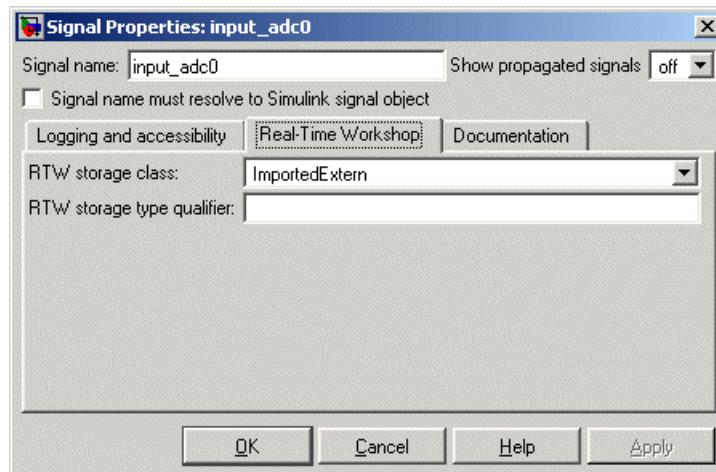 Signal Properties: input_adc0
Signal name: input_adc0 Show propagated signals off
Signal name must resolve to Simulink signal object
Logging and accessibility Real-Time Workshop Documentation
RTW storage class: ImportedExtern
RTW storage type qualifier:
OK Cancel Help Apply